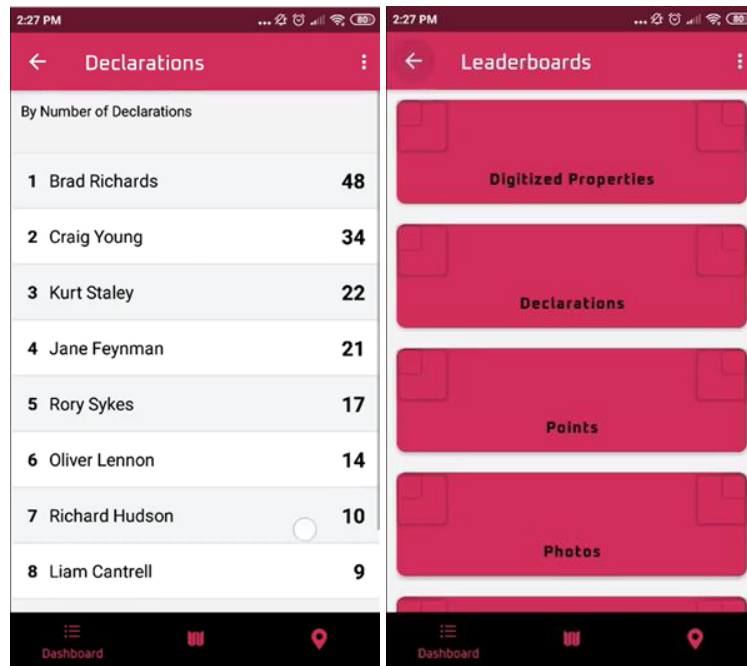 2:27 PM
... 80
Declarations
By Number of Declarations
1 Brad Richards 48
2 Craig Young 34
3 Kurt Staley 22
4 Jane Feynman 21
5 Rory Sykes 17
6 Oliver Lennon 14
7 Richard Hudson 10
8 Liam Cantrell 9
Dashboard
2:27 PM
... 80
Leaderboards
Digitized Properties
Declarations
Points
Photos
Dashboard